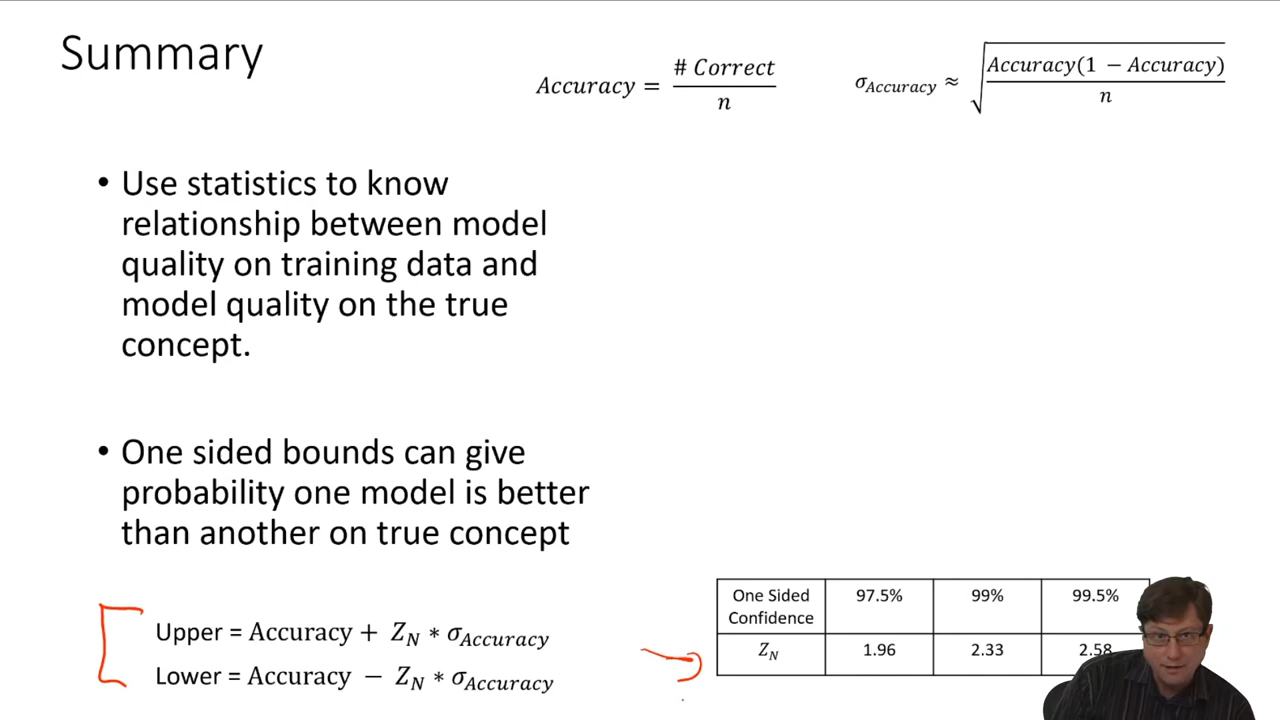 Summary
Accuracy = # Correct / n
σ_Accuracy ≈ √(Accuracy(1 − Accuracy) / n)
• Use statistics to know
relationship between model
quality on training data and
model quality on the true
concept.
• One sided bounds can give
probability one model is better
than another on true concept
Upper = Accuracy + Z_N * σ_Accuracy
Lower = Accuracy − Z_N * σ_Accuracy
One Sided Confidence 97.5% 99% 99.5%
Z_N 1.96 2.33 2.58